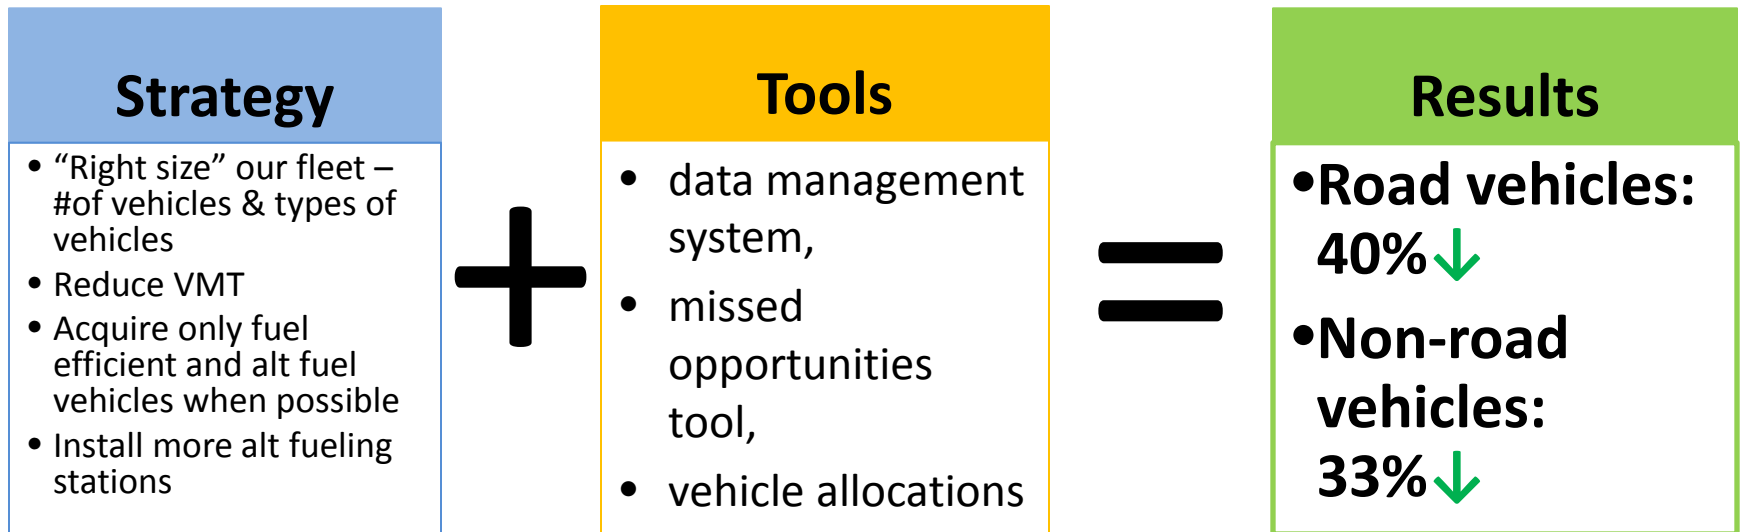 Strategy
• “Right size” our fleet –
#of vehicles & types of
vehicles
• Reduce VMT
• Acquire only fuel
efficient and alt fuel
vehicles when possible
• Install more alt fueling
stations
+
Tools
• data management
system,
• missed
opportunities
tool,
• vehicle allocations
=
Results
•Road vehicles:
40%↓
•Non-road
vehicles:
33%↓